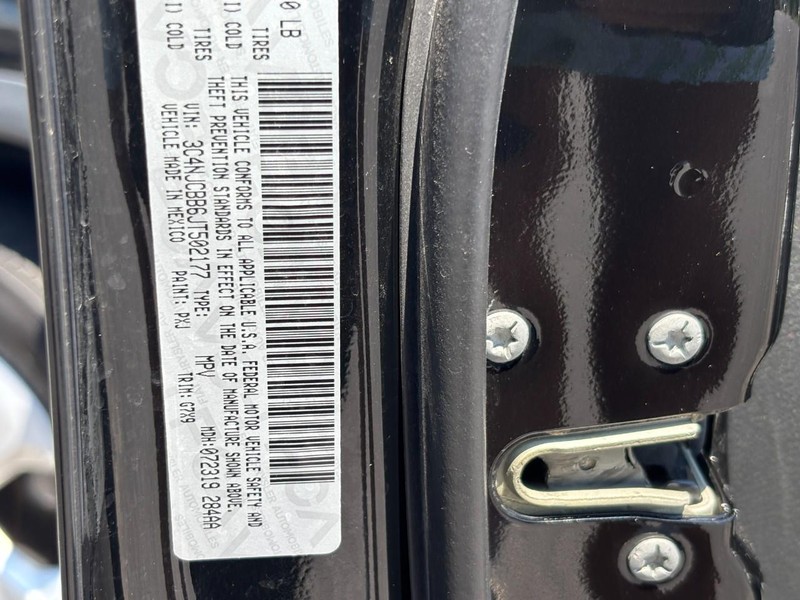 0 LB
TIRES
I) COLD
TIRES
I) COLD
THIS VEHICLE CONFORMS TO ALL APPLICABLE U.S.A. FEDERAL MOTOR VEHICLE SAFETY AND
THEFT PREVENTION STANDARDS IN EFFECT ON THE DATE OF MANUFACTURE SHOWN ABOVE.
VIN: 3C4NJCBB6JT502177 TYPE: MPV MDH:072319 284AA
VEHICLE MADE IN MEXICO PAINT: PXJ TRIM: G7X9